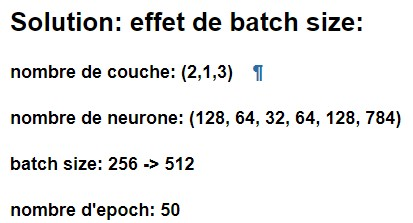 Solution: effet de batch size:
nombre de couche: (2,1,3) ¶
nombre de neurone: (128, 64, 32, 64, 128, 784)
batch size: 256 -> 512
nombre d'epoch: 50